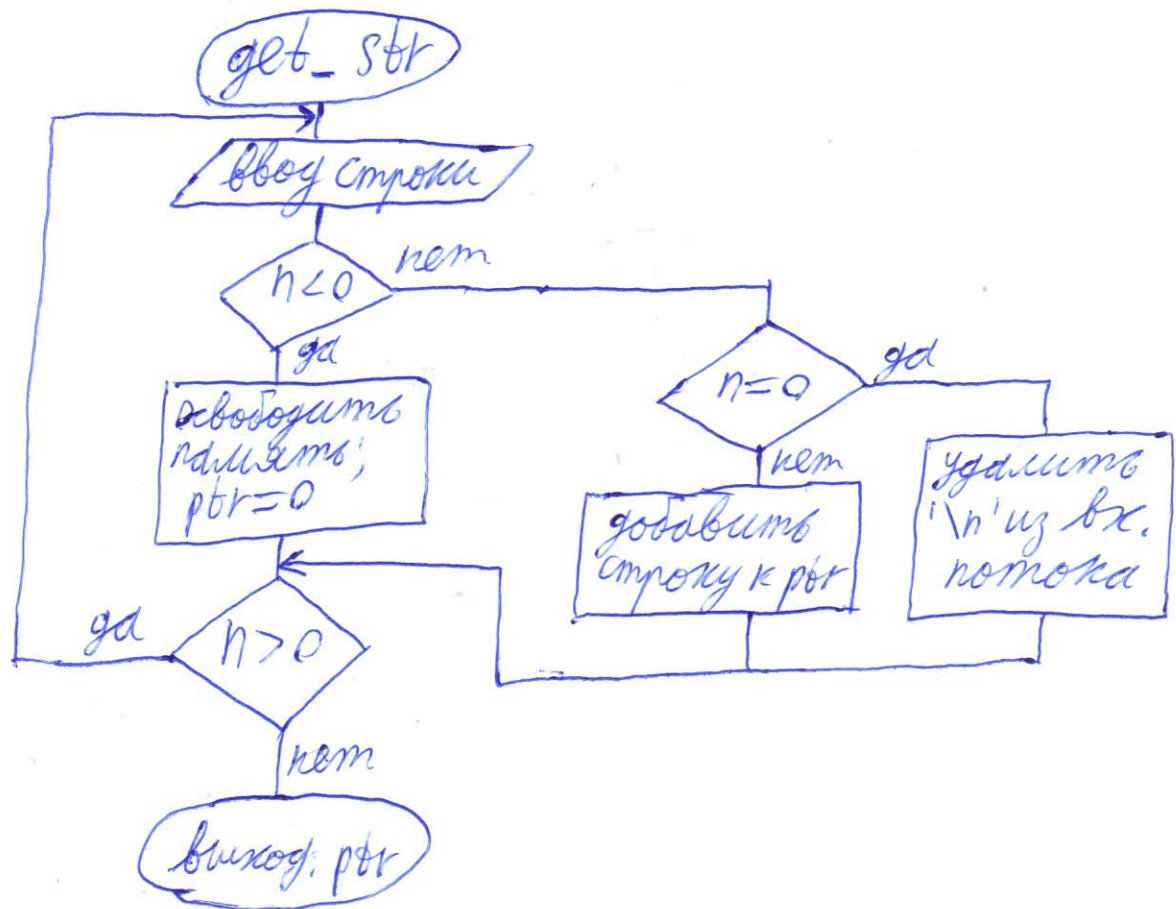 get_str
ввод строки
n<0
нет
да
n=0
да
освободить
память;
ptr=0
нет
добавить
строку к ptr
удалить
'\n' из вх.
потока
да
n>0
нет
выход: ptr